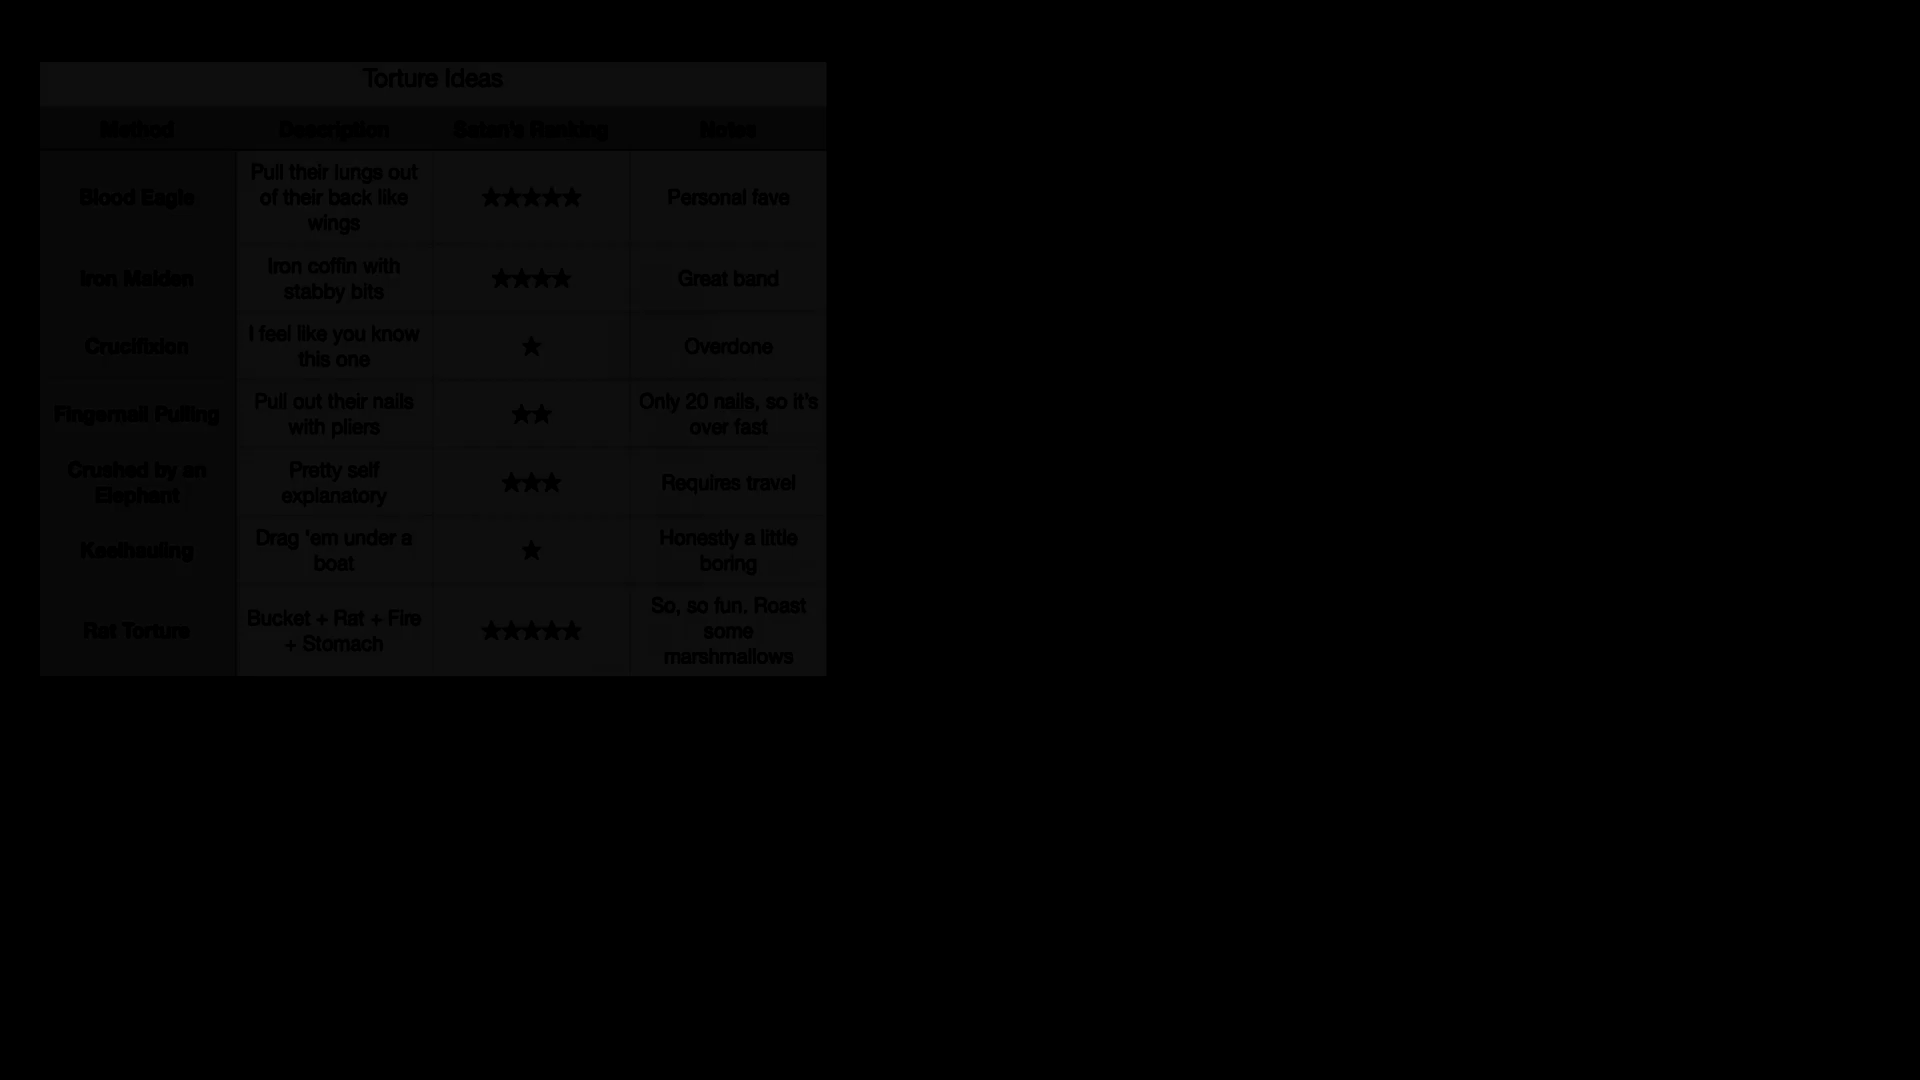 Torture Ideas
Method Description Satan's Ranking Notes
Blood Eagle
Pull their lungs out
of their back like
wings
★★★★★
Personal fave
Iron Maiden
Iron coffin with
stabby bits
★★★★
Great band
Crucifixion
I feel like you know
this one
★
Overdone
Fingernail Pulling
Pull out their nails
with pliers
★★
Only 20 nails, so it's
over fast
Crushed by an
Elephant
Pretty self
explanatory
★★★
Requires travel
Keelhauling
Drag 'em under a
boat
★
Honestly a little
boring
Rat Torture
Bucket + Rat + Fire
+ Stomach
★★★★★
So, so fun. Roast
some
marshmallows